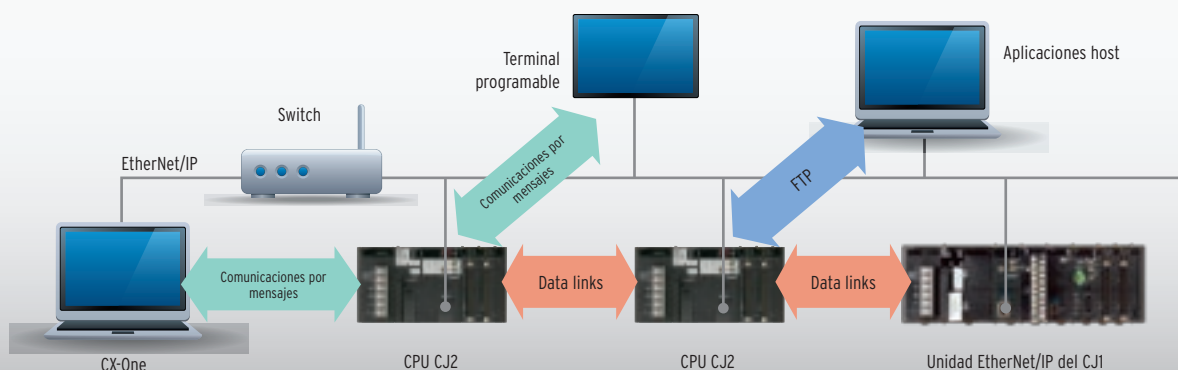 Terminal
programable
Aplicaciones host
Switch
EtherNet/IP
Comunicaciones por
mensajes
FTP
Comunicaciones por
mensajes
Data links
Data links
CX-One
CPU CJ2
CPU CJ2
Unidad EtherNet/IP del CJ1